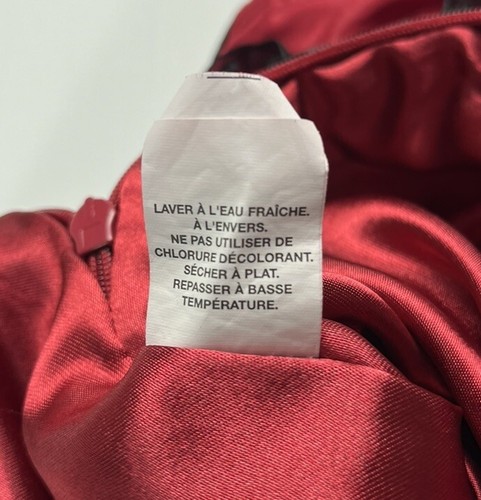 LAVER À L'EAU FRAÎCHE.
À L'ENVERS.
NE PAS UTILISER DE
CHLORURE DÉCOLORANT.
SÉCHER À PLAT.
REPASSER À BASSE
TEMPÉRATURE.